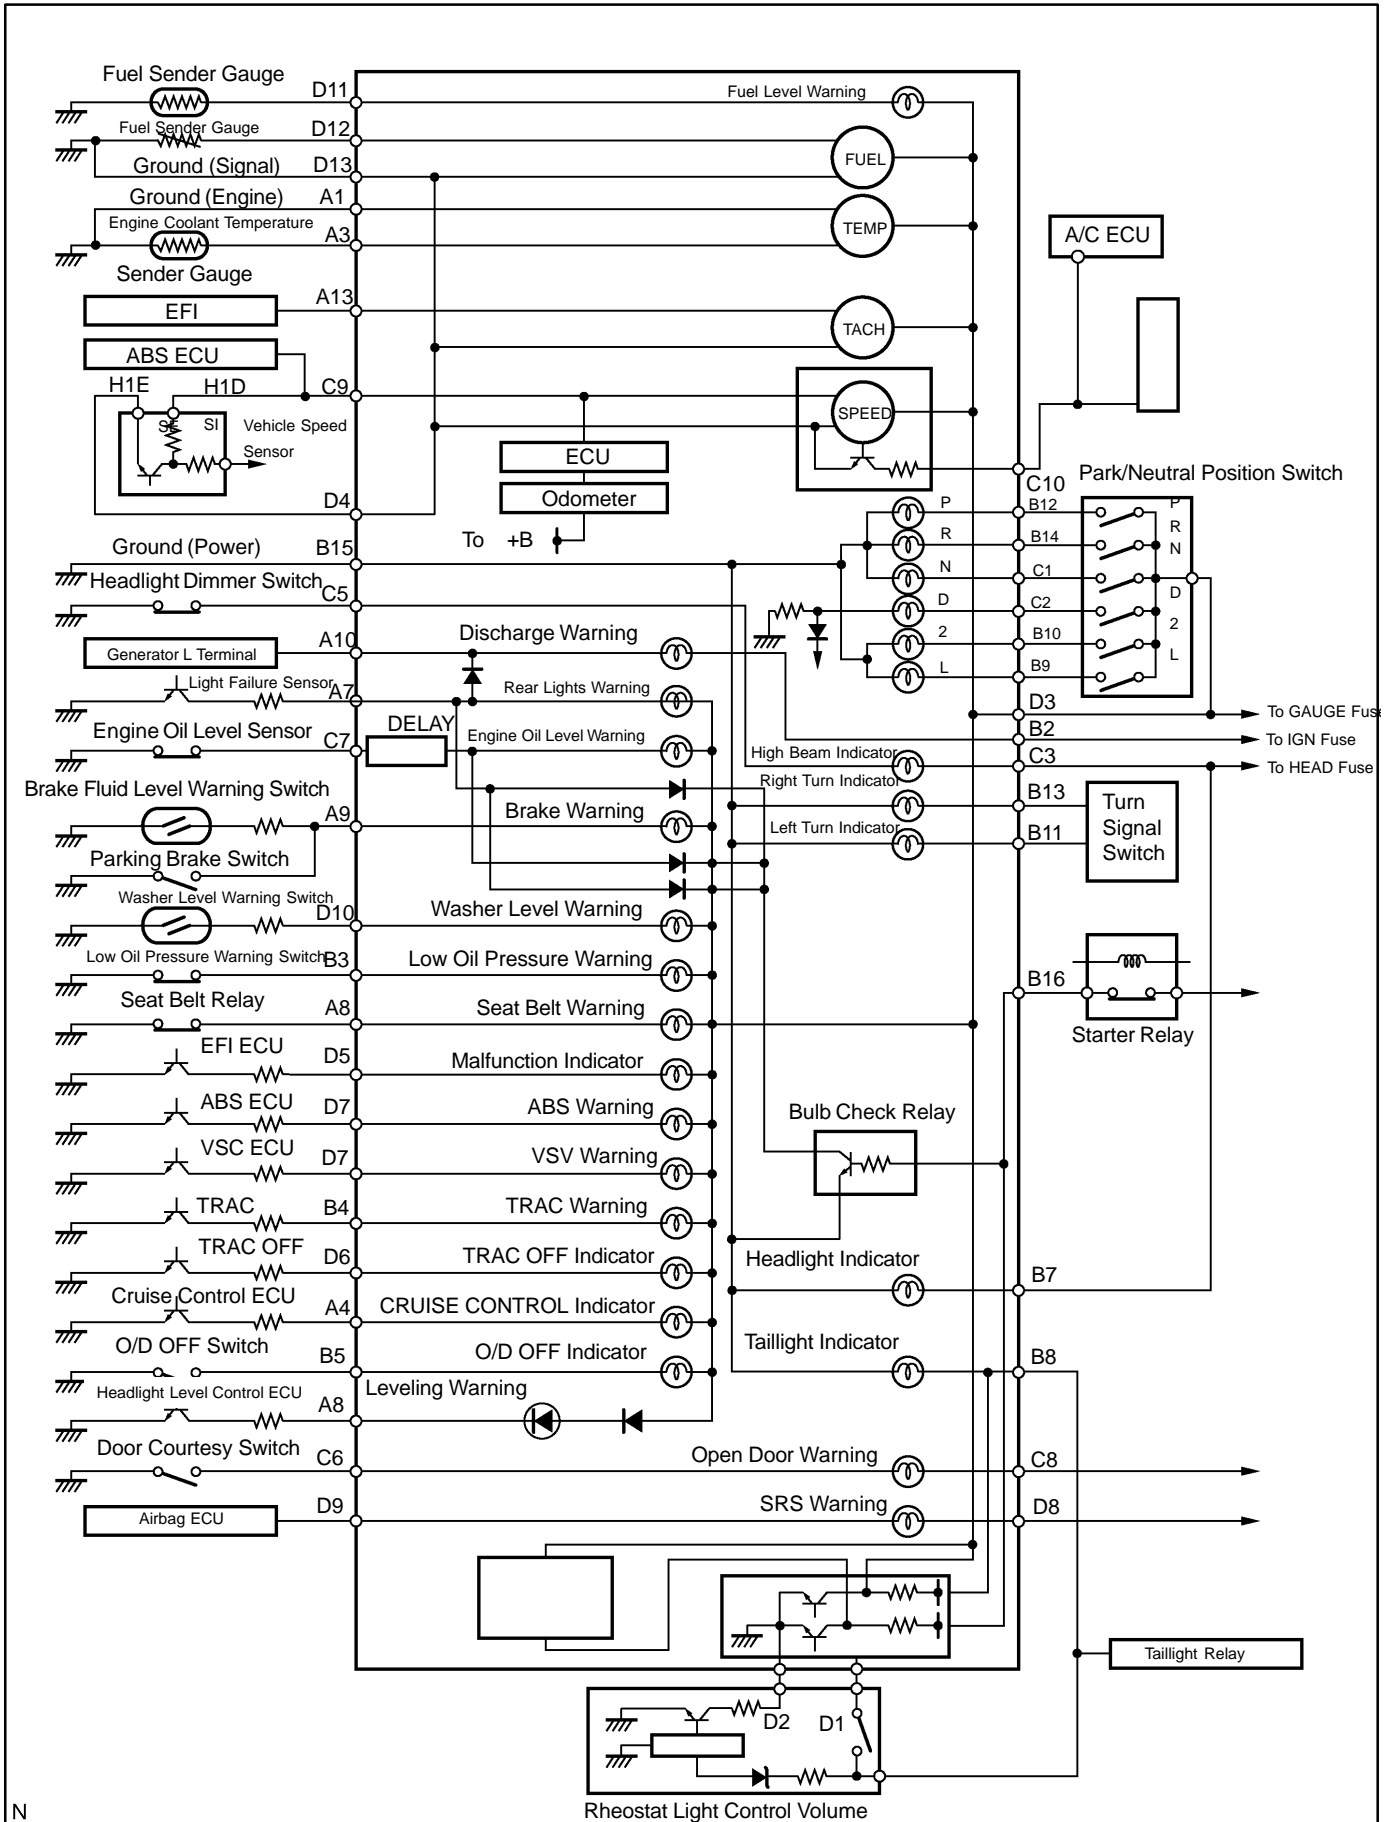 Fuel Sender Gauge
D11
Fuel Level Warning
Fuel Sender Gauge
D12
FUEL
Ground (Signal)
D13
Ground (Engine)
A1
Engine Coolant Temperature
A3
TEMP
A/C ECU
Sender Gauge
EFI
A13
TACH
ABS ECU
H1E
H1D
C9
SPEED
SE
SI
Vehicle Speed
Sensor
ECU
D4
Odometer
C10
Park/Neutral Position Switch
P
B12
P
To +B
R
B14
R
Ground (Power)
B15
N
C1
N
Headlight Dimmer Switch
C5
D
C2
D
Discharge Warning
2
B10
2
Generator L Terminal
A10
L
B9
L
Light Failure Sensor
A7
Rear Lights Warning
D3
To GAUGE Fuse
Engine Oil Level Sensor
C7
DELAY
Engine Oil Level Warning
B2
To IGN Fuse
High Beam Indicator
C3
To HEAD Fuse
Brake Fluid Level Warning Switch
A9
Brake Warning
Right Turn Indicator
B13
Turn
Signal
Switch
Left Turn Indicator
B11
Parking Brake Switch
Washer Level Warning Switch
D10
Washer Level Warning
Low Oil Pressure Warning Switch
B3
Low Oil Pressure Warning
B16
Seat Belt Relay
A8
Seat Belt Warning
Starter Relay
EFI ECU
D5
Malfunction Indicator
ABS ECU
D7
ABS Warning
Bulb Check Relay
VSC ECU
D7
VSV Warning
TRAC
B4
TRAC Warning
TRAC OFF
D6
TRAC OFF Indicator
Headlight Indicator
B7
Cruise Control ECU
A4
CRUISE CONTROL Indicator
O/D OFF Switch
B5
O/D OFF Indicator
Taillight Indicator
B8
Headlight Level Control ECU
A8
Leveling Warning
Door Courtesy Switch
C6
Open Door Warning
C8
Airbag ECU
D9
SRS Warning
D8
Taillight Relay
D2
D1
Rheostat Light Control Volume
N